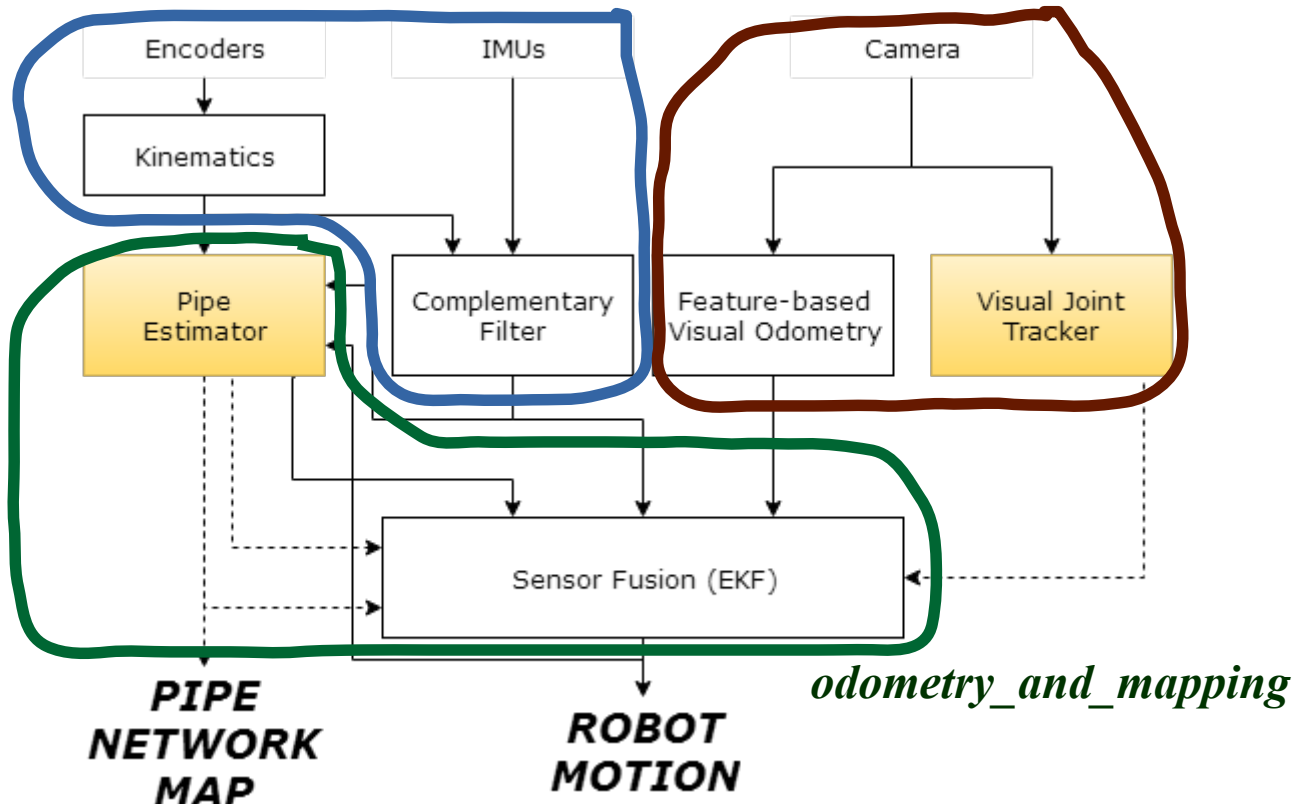 Encoders
IMUs
Camera
Kinematics
Pipe
Estimator
Complementary
Filter
Feature-based
Visual Odometry
Visual Joint
Tracker
Sensor Fusion (EKF)
odometry_and_mapping
PIPE
NETWORK
MAP
ROBOT
MOTION